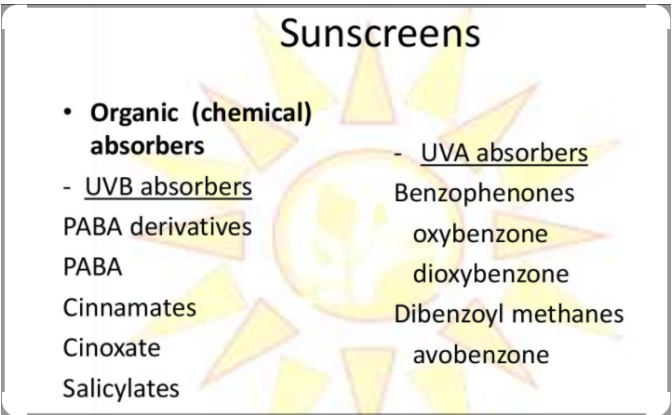 Sunscreens
• Organic (chemical)
absorbers
- UVB absorbers
PABA derivatives
PABA
Cinnamates
Cinoxate
Salicylates
- UVA absorbers
Benzophenones
oxybenzone
dioxybenzone
Dibenzoyl methanes
avobenzone